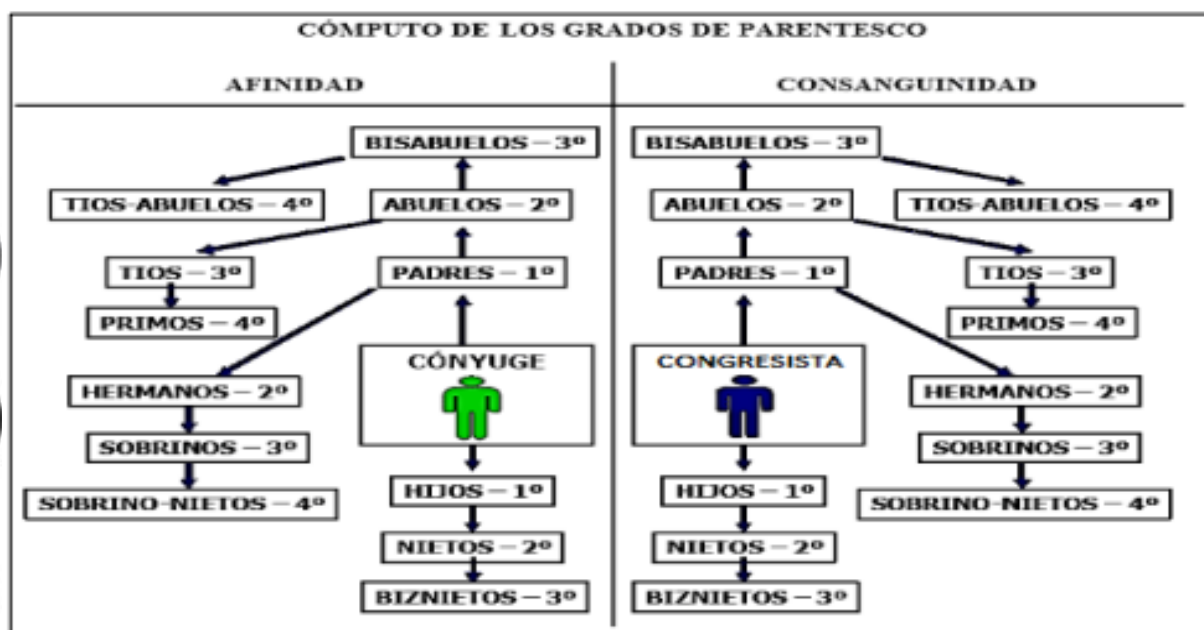 CÓMPUTO DE LOS GRADOS DE PARENTESCO
AFINIDAD
CONSANGUINIDAD
BISABUELOS – 3º
BISABUELOS – 3º
TIOS-ABUELOS – 4º
ABUELOS – 2º
ABUELOS – 2º
TIOS-ABUELOS – 4º
TIOS – 3º
PADRES – 1º
PADRES – 1º
TIOS – 3º
PRIMOS – 4º
PRIMOS – 4º
CÓNYUGE
CONGRESISTA
HERMANOS – 2º
HERMANOS – 2º
SOBRINOS – 3º
SOBRINOS – 3º
HIJOS – 1º
HIJOS – 1º
SOBRINO-NIETOS – 4º
SOBRINO-NIETOS – 4º
NIETOS – 2º
NIETOS – 2º
BIZNIETOS – 3º
BIZNIETOS – 3º